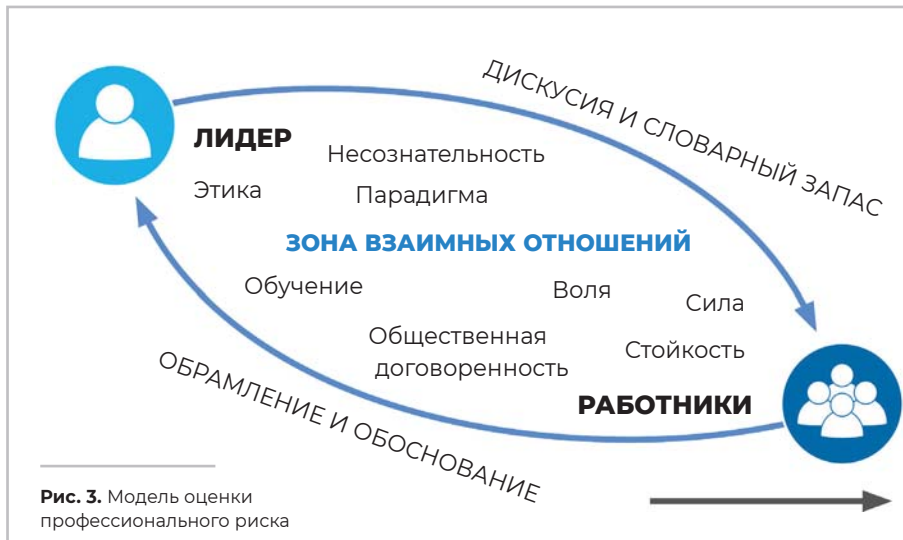 ДИСКУСИЯ И СЛОВАРНЫЙ ЗАПАС
ЛИДЕР
Несознательность
Этика
Парадигма
ЗОНА ВЗАИМНЫХ ОТНОШЕНИЙ
Обучение
Воля
Сила
Общественная
договоренность
Стойкость
РАБОТНИКИ
ОБРАМЛЕНИЕ И ОБОСНОВАНИЕ
Рис. 3. Модель оценки
профессионального риска